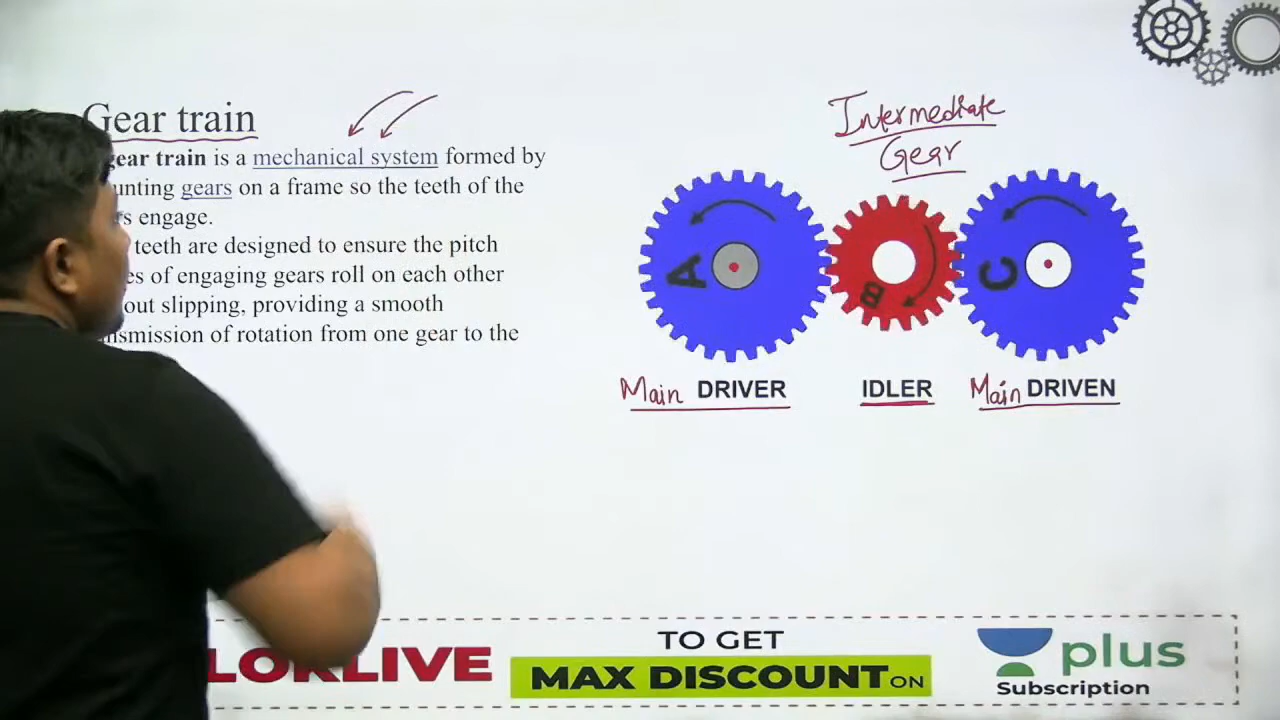 Gear train
gear train is a mechanical system formed by
unting gears on a frame so the teeth of the
rs engage.
teeth are designed to ensure the pitch
es of engaging gears roll on each other
out slipping, providing a smooth
nsmission of rotation from one gear to the
Intermediate
Gear
A
B
C
Main DRIVER
IDLER
Main DRIVEN
LOKLIVE
TO GET
MAX DISCOUNT ON
plus
Subscription